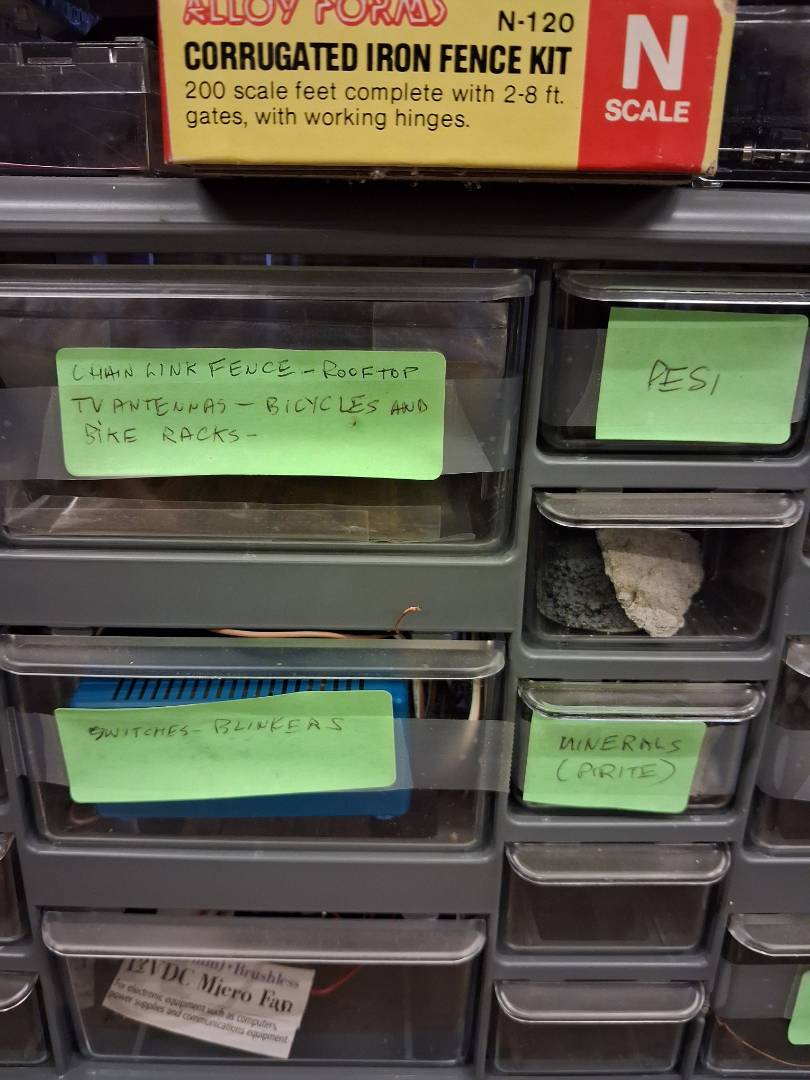 ALLOY FORMS
N-120
CORRUGATED IRON FENCE KIT
200 scale feet complete with 2-8 ft.
gates, with working hinges.
N
SCALE
CHAIN LINK FENCE - ROOFTOP
TV ANTENNAS - BICYCLES AND
BIKE RACKS -
PESI
SWITCHES - BLINKERS
MINERALS
(PIRITE)
Brushless
12VDC Micro Fan
For electronic equipment such as computers,
power supplies and communications equipment